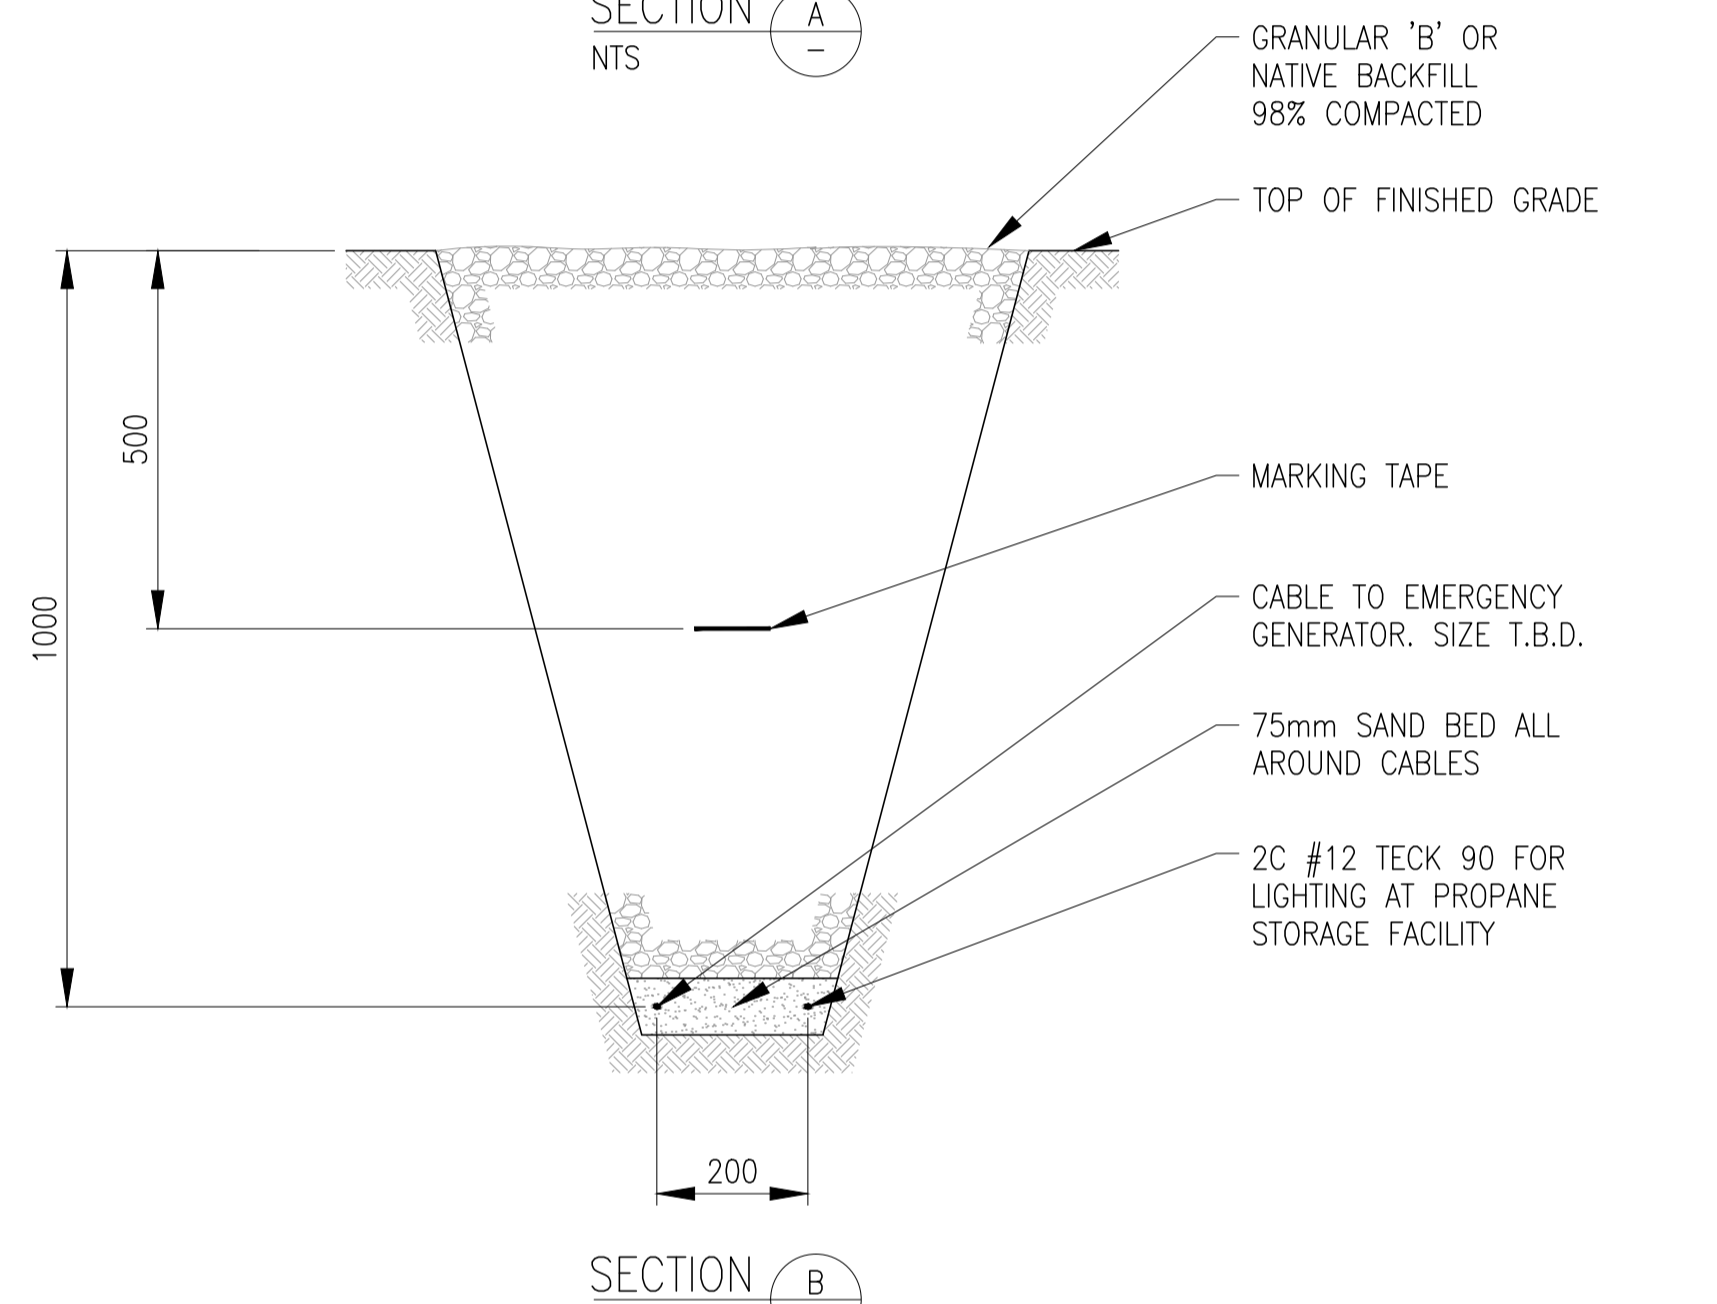 SECTION A
NTS –
GRANULAR 'B' OR
NATIVE BACKFILL
98% COMPACTED
TOP OF FINISHED GRADE
500
1000
MARKING TAPE
CABLE TO EMERGENCY
GENERATOR. SIZE T.B.D.
75mm SAND BED ALL
AROUND CABLES
2C #12 TECK 90 FOR
LIGHTING AT PROPANE
STORAGE FACILITY
200
SECTION B